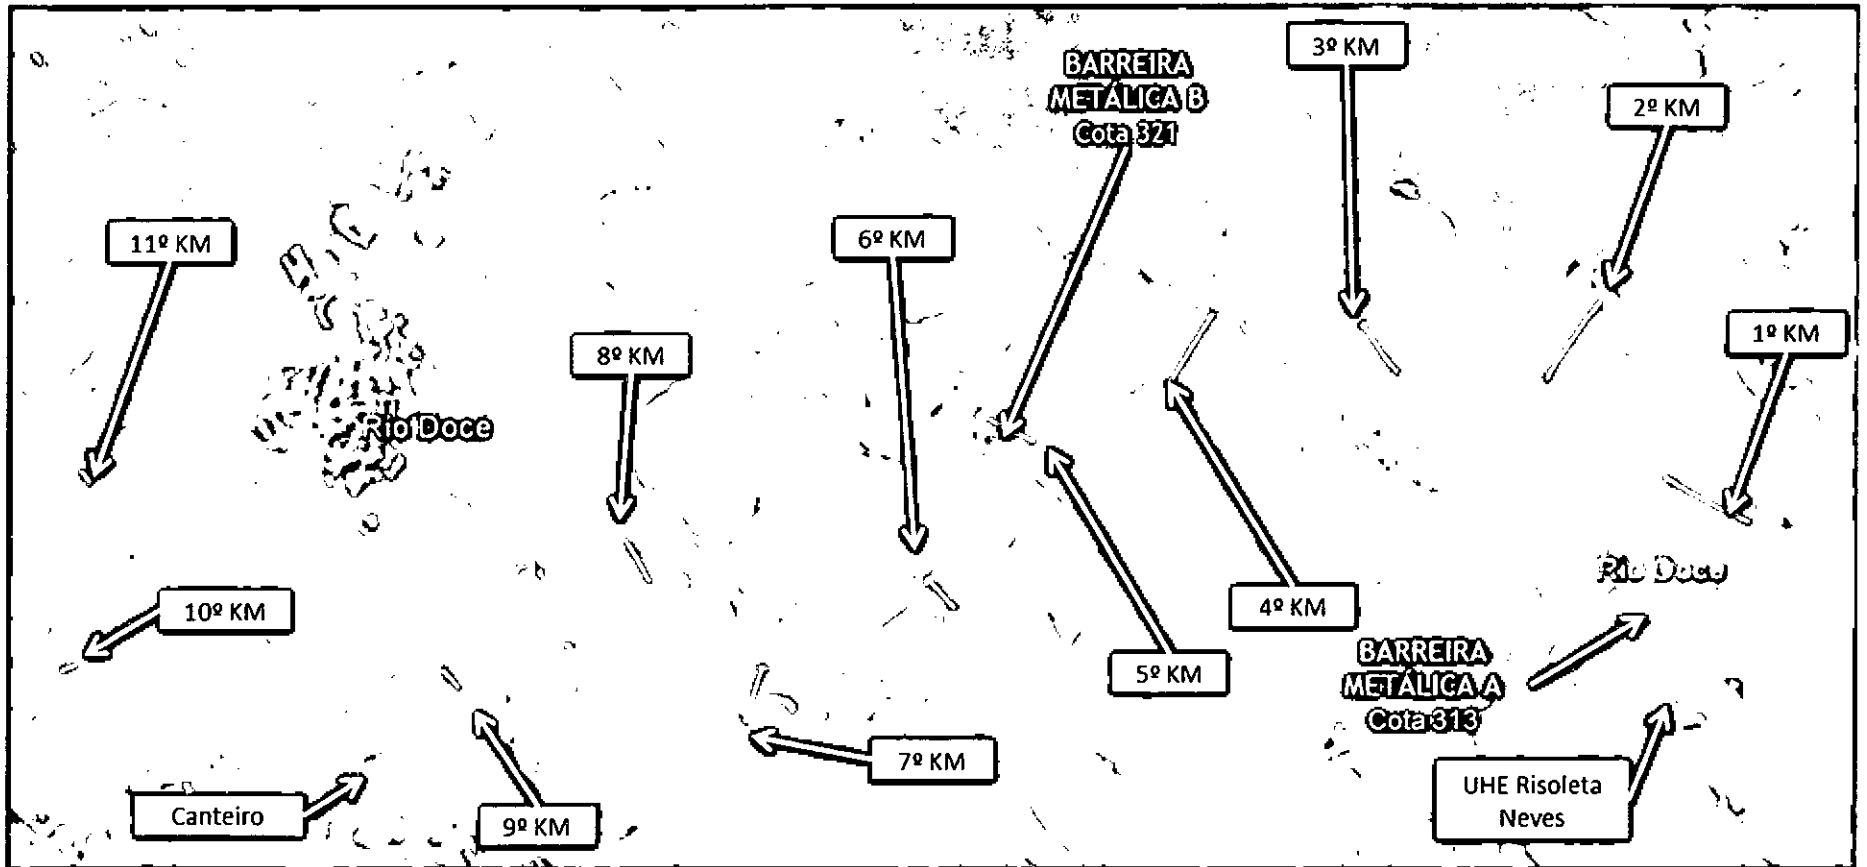 3º KM
BARREIRA
METÁLICA B
Cota 321
2º KM
11º KM
6º KM
1º KM
8º KM
Rio Doce
Rio Doce
10º KM
4º KM
5º KM
BARREIRA
METÁLICA A
Cota 313
7º KM
UHE Risoleta
Neves
Canteiro
9º KM